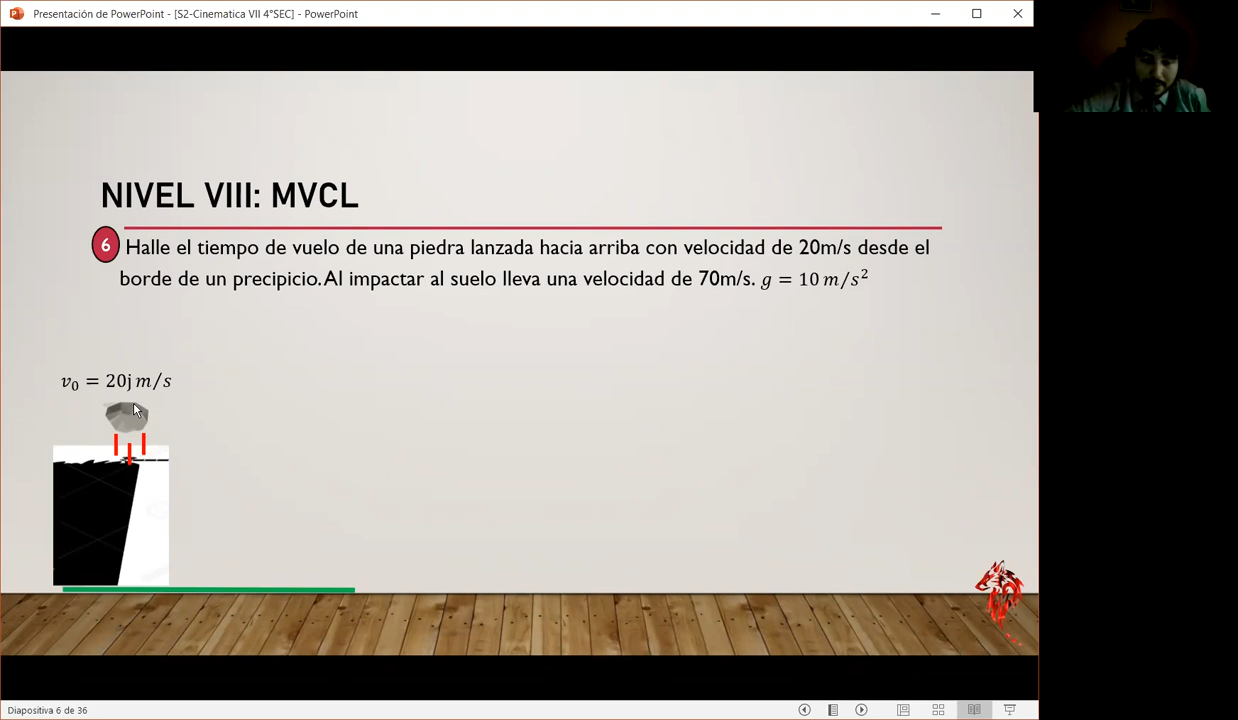 Presentación de PowerPoint - [S2-Cinematica VII 4°SEC] - PowerPoint
NIVEL VIII: MVCL
6 Halle el tiempo de vuelo de una piedra lanzada hacia arriba con velocidad de 20m/s desde el
borde de un precipicio. Al impactar al suelo lleva una velocidad de 70m/s. g = 10 m/s²
v₀ = 20j m/s
Diapositiva 6 de 36